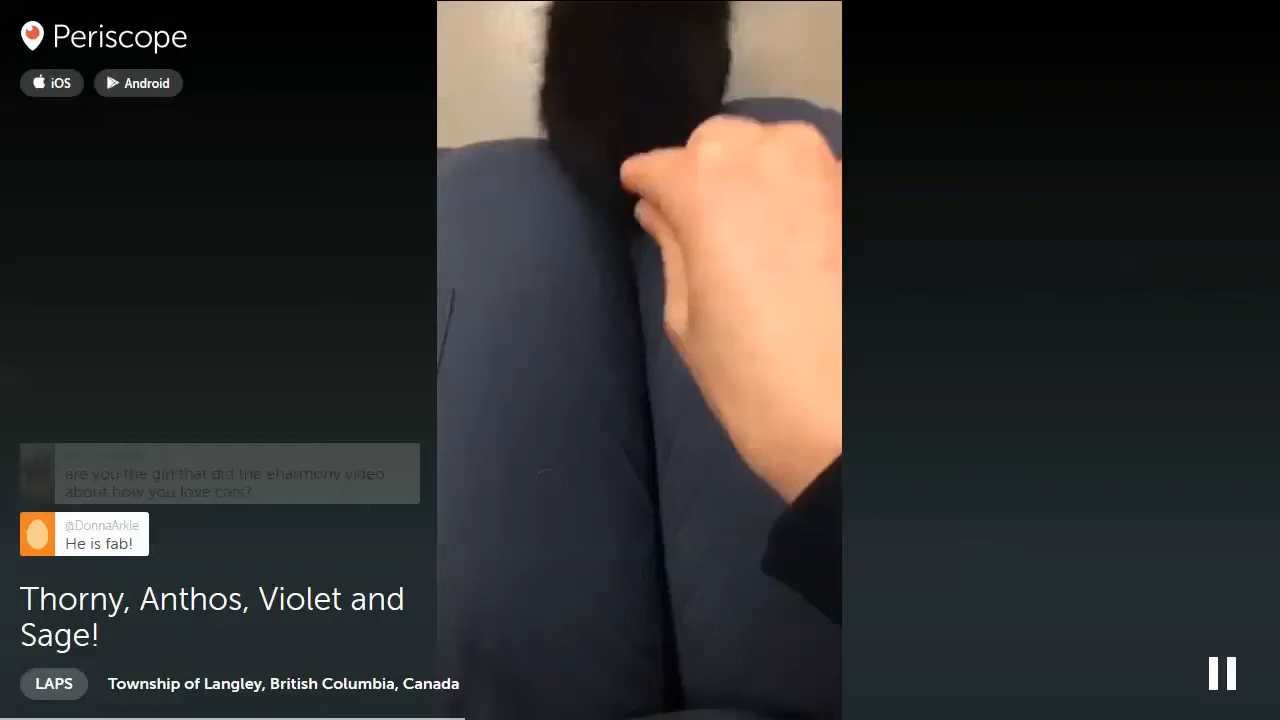 Periscope
iOS
Android
are you the girl that did the eharmony video
about how you love cats?
@DonnaArkle
He is fab!
Thorny, Anthos, Violet and
Sage!
LAPS
Township of Langley, British Columbia, Canada